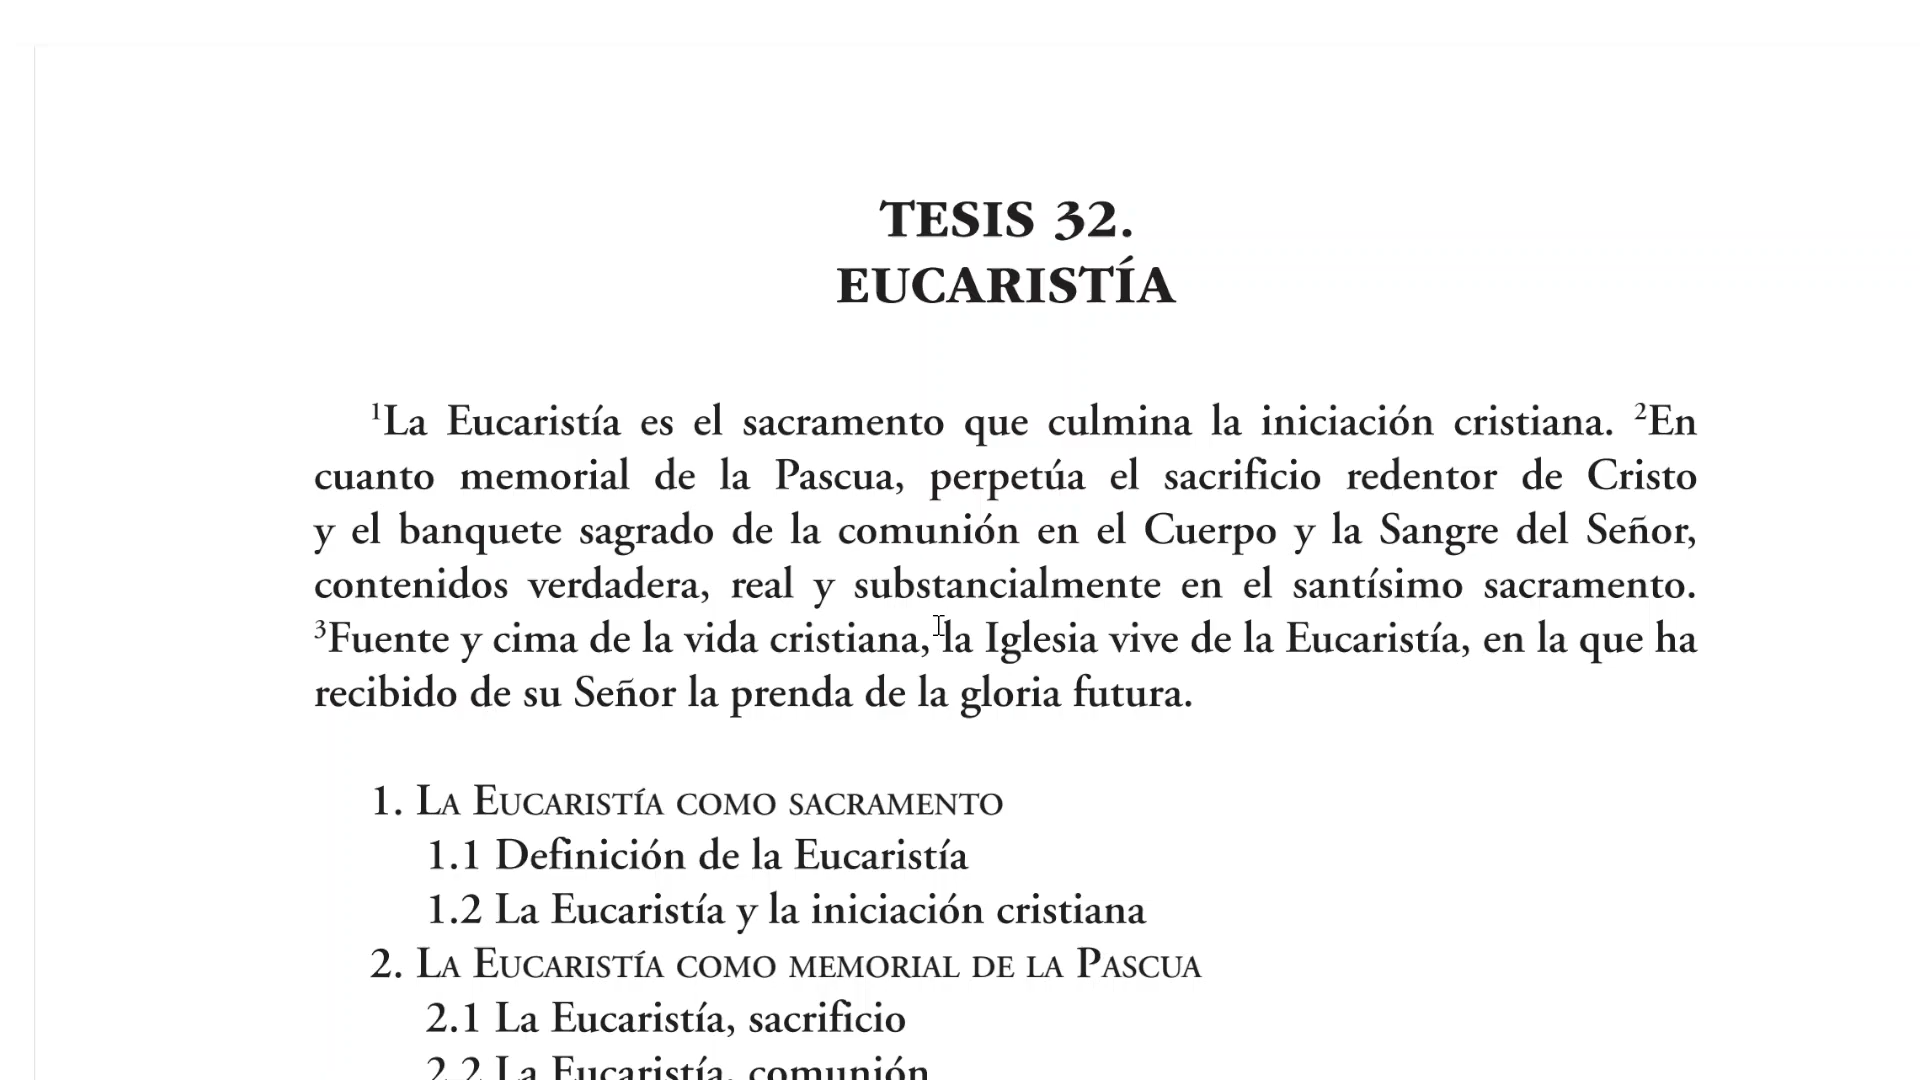 TESIS 32.
EUCARISTÍA
¹La Eucaristía es el sacramento que culmina la iniciación cristiana. ²En
cuanto memorial de la Pascua, perpetúa el sacrificio redentor de Cristo
y el banquete sagrado de la comunión en el Cuerpo y la Sangre del Señor,
contenidos verdadera, real y substancialmente en el santísimo sacramento.
³Fuente y cima de la vida cristiana, la Iglesia vive de la Eucaristía, en la que ha
recibido de su Señor la prenda de la gloria futura.
1. La Eucaristía como sacramento
1.1 Definición de la Eucaristía
1.2 La Eucaristía y la iniciación cristiana
2. La Eucaristía como memorial de la Pascua
2.1 La Eucaristía, sacrificio
2.2 La Eucaristía, comunión